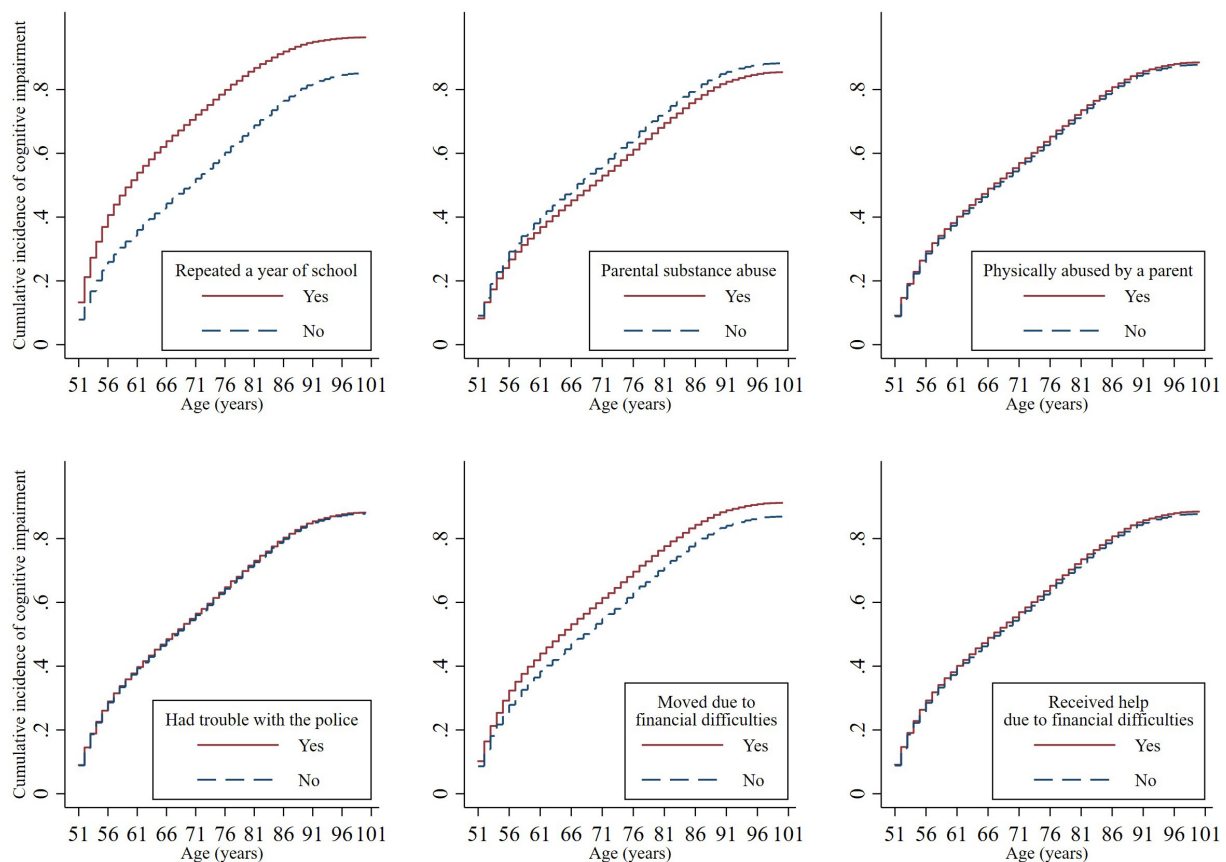 Cumulative incidence of cognitive impairment
.8
.6
.4
.2
0
Repeated a year of school
Yes
No
51 56 61 66 71 76 81 86 91 96 101
Age (years)
.8
.6
.4
.2
0
Parental substance abuse
Yes
No
51 56 61 66 71 76 81 86 91 96 101
Age (years)
.8
.6
.4
.2
0
Physically abused by a parent
Yes
No
51 56 61 66 71 76 81 86 91 96 101
Age (years)
Cumulative incidence of cognitive impairment
.8
.6
.4
.2
0
Had trouble with the police
Yes
No
51 56 61 66 71 76 81 86 91 96 101
Age (years)
.8
.6
.4
.2
0
Moved due to
financial difficulties
Yes
No
51 56 61 66 71 76 81 86 91 96 101
Age (years)
.8
.6
.4
.2
0
Received help
due to financial difficulties
Yes
No
51 56 61 66 71 76 81 86 91 96 101
Age (years)